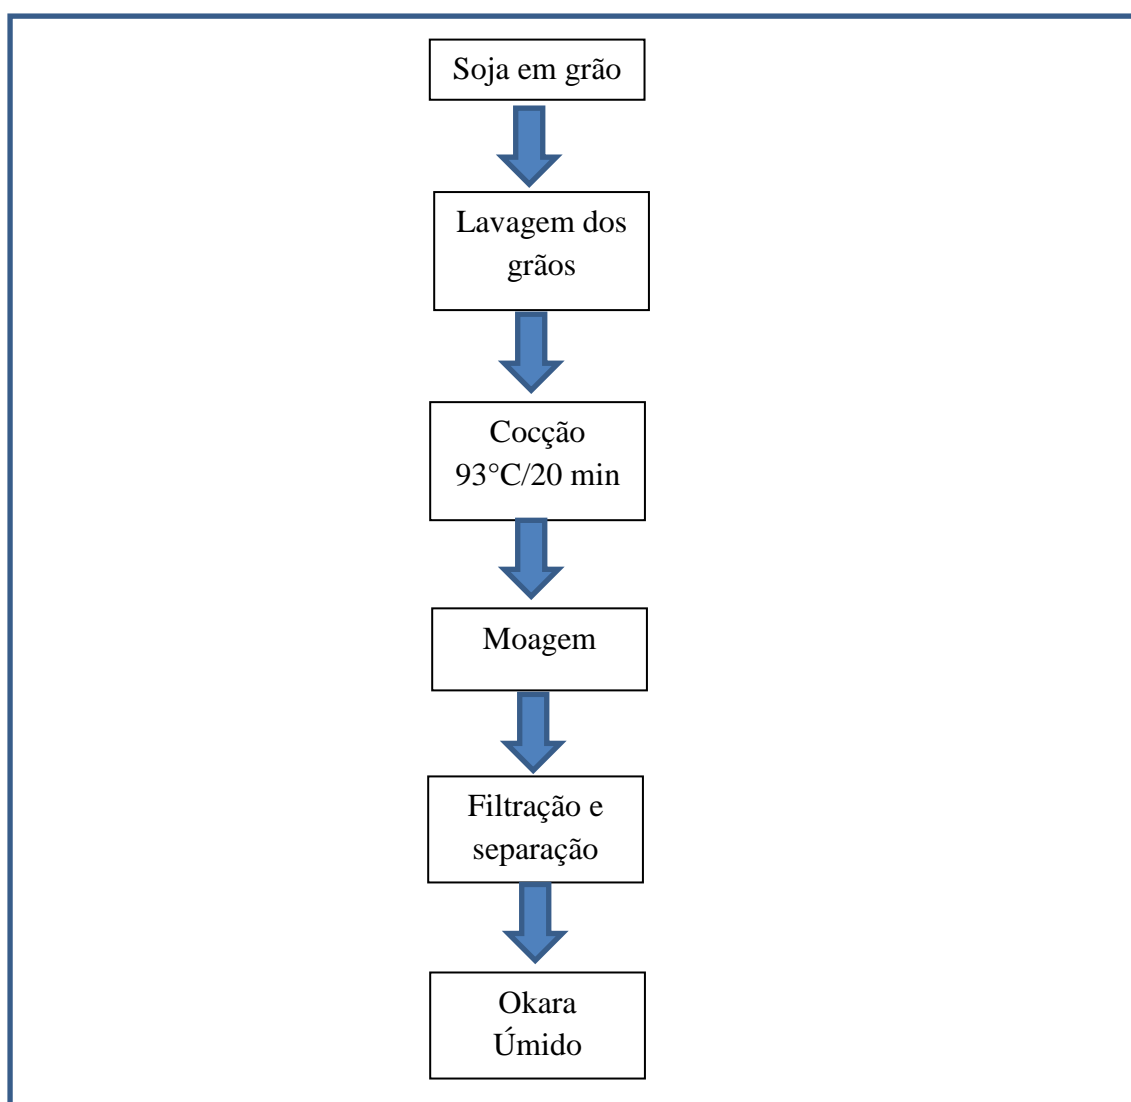 Soja em grão
Lavagem dos
grãos
Cocção
93°C/20 min
Moagem
Filtração e
separação
Okara
Úmido